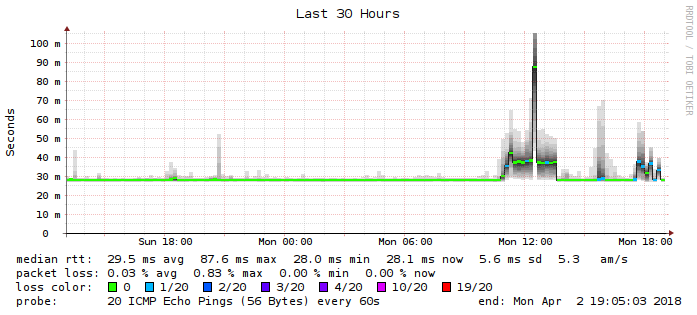 Last 30 Hours
RRDTOOL / TOBI OETIKER
Seconds
100 m
90 m
80 m
70 m
60 m
50 m
40 m
30 m
20 m
10 m
0
Sun 18:00 Mon 00:00 Mon 06:00 Mon 12:00 Mon 18:00
median rtt: 29.5 ms avg 87.6 ms max 28.0 ms min 28.1 ms now 5.6 ms sd 5.3 am/s
packet loss: 0.03 % avg 0.83 % max 0.00 % min 0.00 % now
loss color: 0 1/20 2/20 3/20 4/20 10/20 19/20
probe: 20 ICMP Echo Pings (56 Bytes) every 60s end: Mon Apr 2 19:05:03 2018